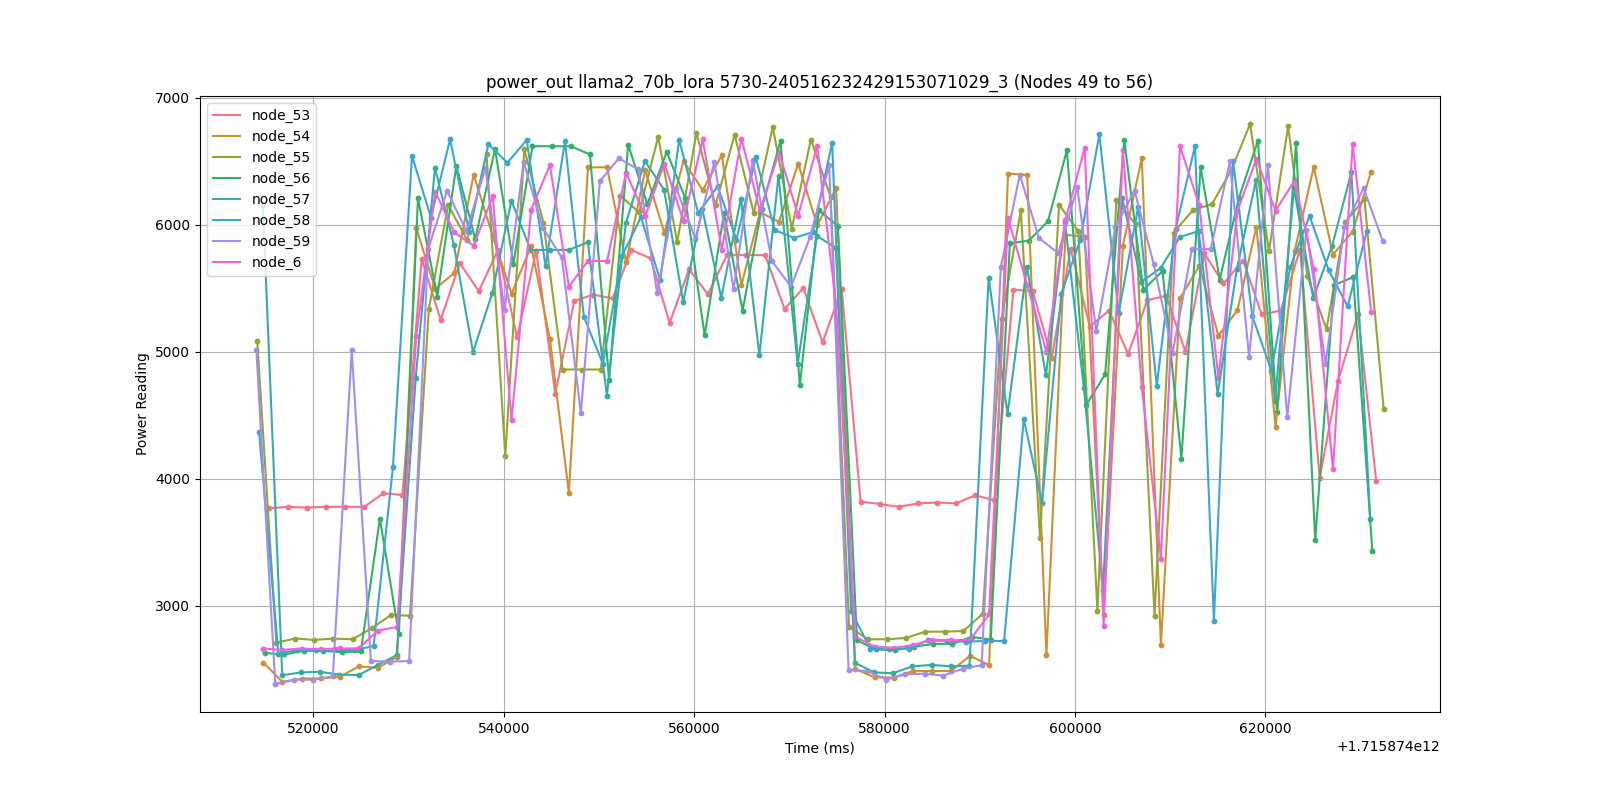 power_out llama2_70b_lora 5730-240516232429153071029_3 (Nodes 49 to 56)
7000
6000
5000
4000
3000
Power Reading
node_53
node_54
node_55
node_56
node_57
node_58
node_59
node_6
520000 540000 560000 580000 600000 620000
Time (ms)
+1.715874e12